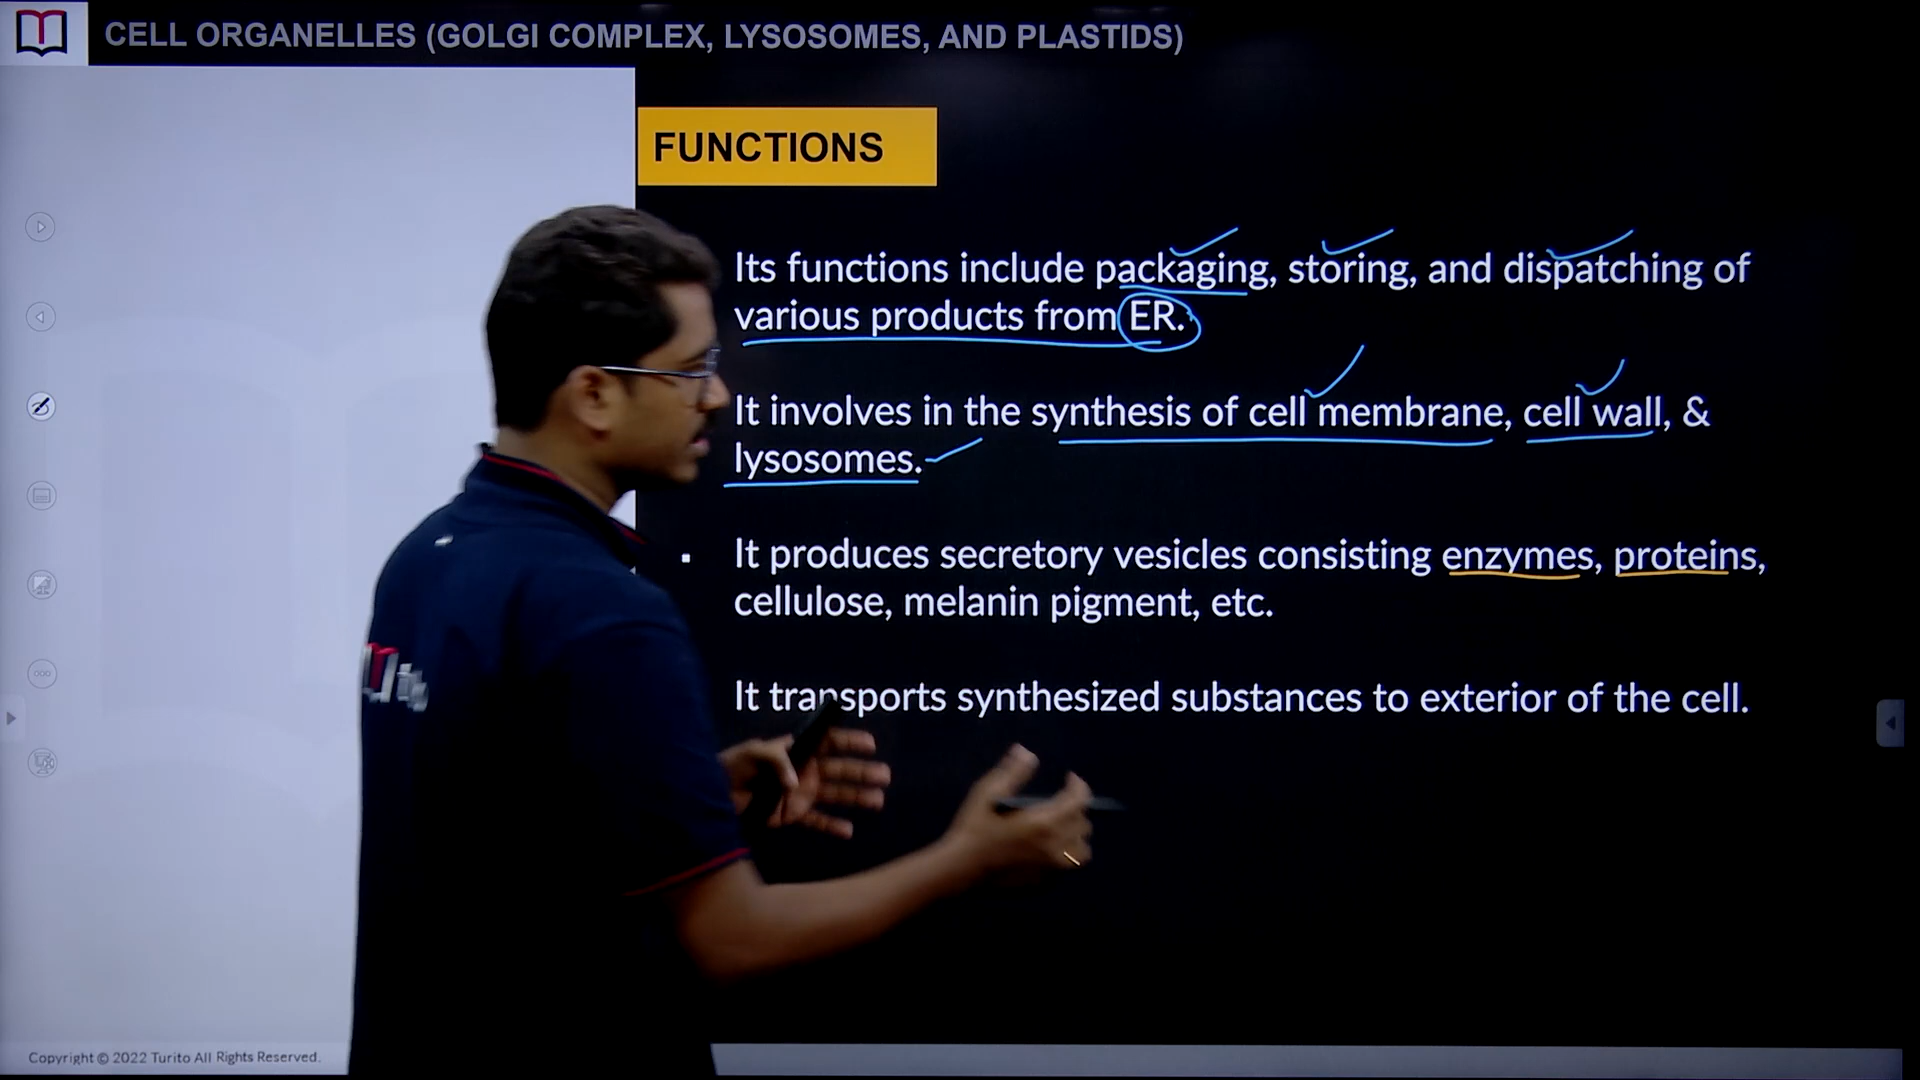 CELL ORGANELLES (GOLGI COMPLEX, LYSOSOMES, AND PLASTIDS)
FUNCTIONS
Its functions include packaging, storing, and dispatching of
various products from ER.
It involves in the synthesis of cell membrane, cell wall, &
lysosomes.
▪ It produces secretory vesicles consisting enzymes, proteins,
cellulose, melanin pigment, etc.
It transports synthesized substances to exterior of the cell.
Copyright © 2022 Turito All Rights Reserved.